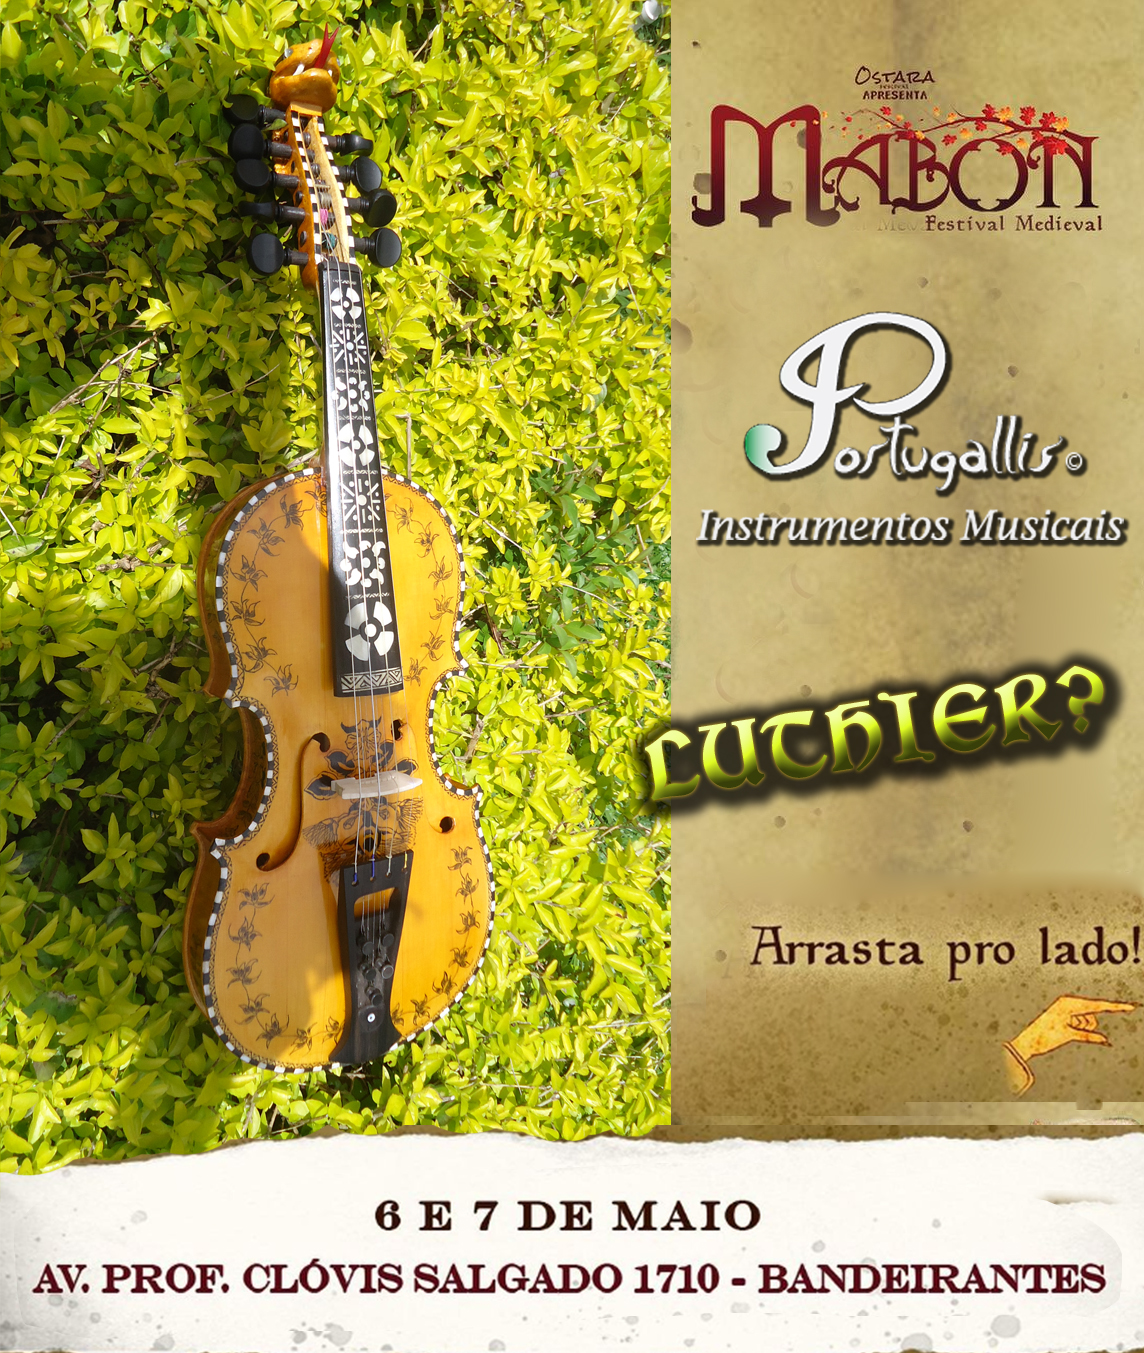 OSTARA
APRESENTA
MABON
Festival Medieval
Portugallis ©
Instrumentos Musicais
LUTHIER?
Arrasta pro lado!
6 E 7 DE MAIO
AV. PROF. CLÓVIS SALGADO 1710 - BANDEIRANTES